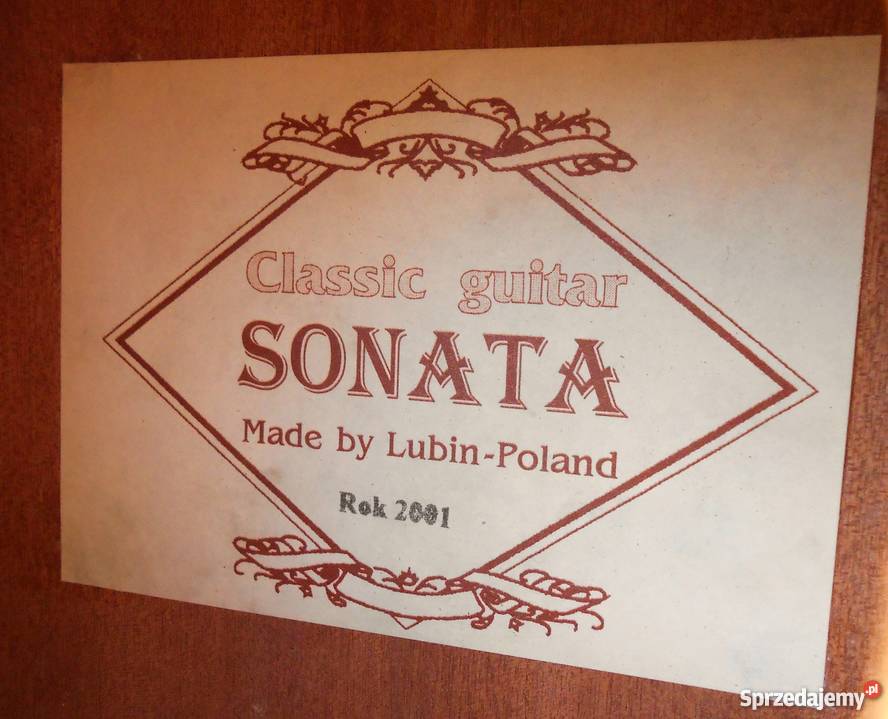 Classic guitar
SONATA
Made by Lubin-Poland
Rok 2001
Sprzedajemy.pl